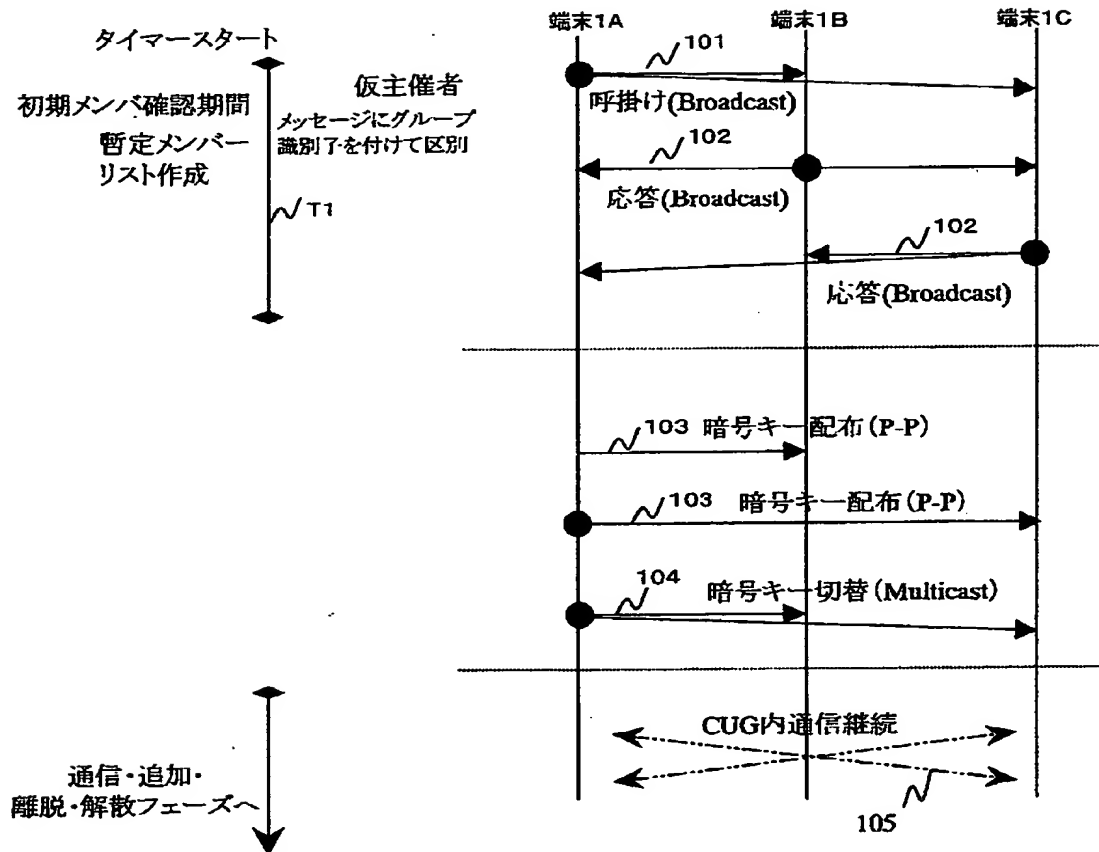 端末1A
端末1B
端末1C
タイマースタート
101
仮主催者
初期メンバ確認期間
呼掛け(Broadcast)
メッセージにグループ
識別子を付けて区別
暫定メンバー
リスト作成
102
応答(Broadcast)
T1
102
応答(Broadcast)
103 暗号キー配布(P-P)
103 暗号キー配布(P-P)
104 暗号キー切替(Multicast)
CUG内通信継続
通信・追加・
離脱・解散フェーズへ
105